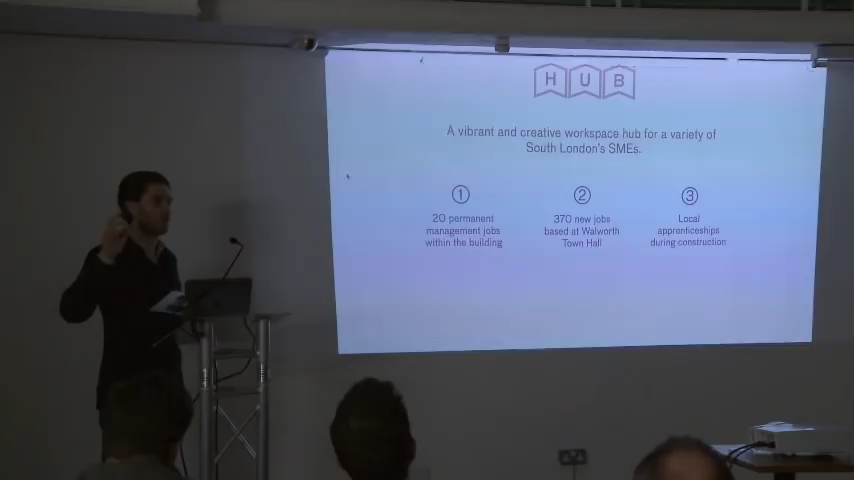 HUB
A vibrant and creative workspace hub for a variety of
South London's SMEs.
1
20 permanent
management jobs
within the building
2
370 new jobs
based at Walworth
Town Hall
3
Local
apprenticeships
during construction